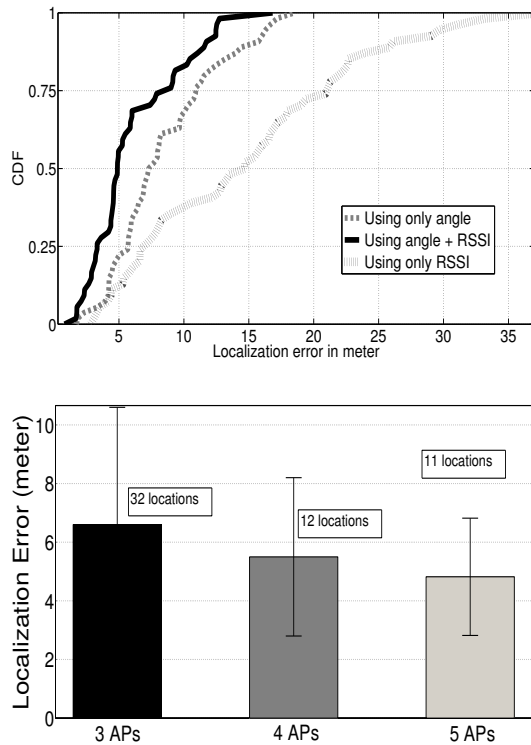 1
0.75
0.5
0.25
0
CDF
Using only angle
Using angle + RSSI
Using only RSSI
5 10 15 20 25 30 35
Localization error in meter
10
8
6
4
2
0
Localization Error (meter)
32 locations
12 locations
11 locations
3 APs 4 APs 5 APs